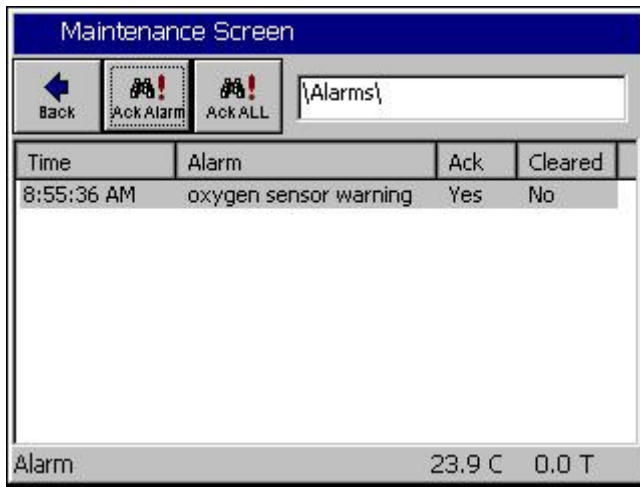 Maintenance Screen
Back
Ack Alarm
Ack ALL
\Alarms\
Time Alarm Ack Cleared
8:55:36 AM oxygen sensor warning Yes No
Alarm 23.9 C 0.0 T